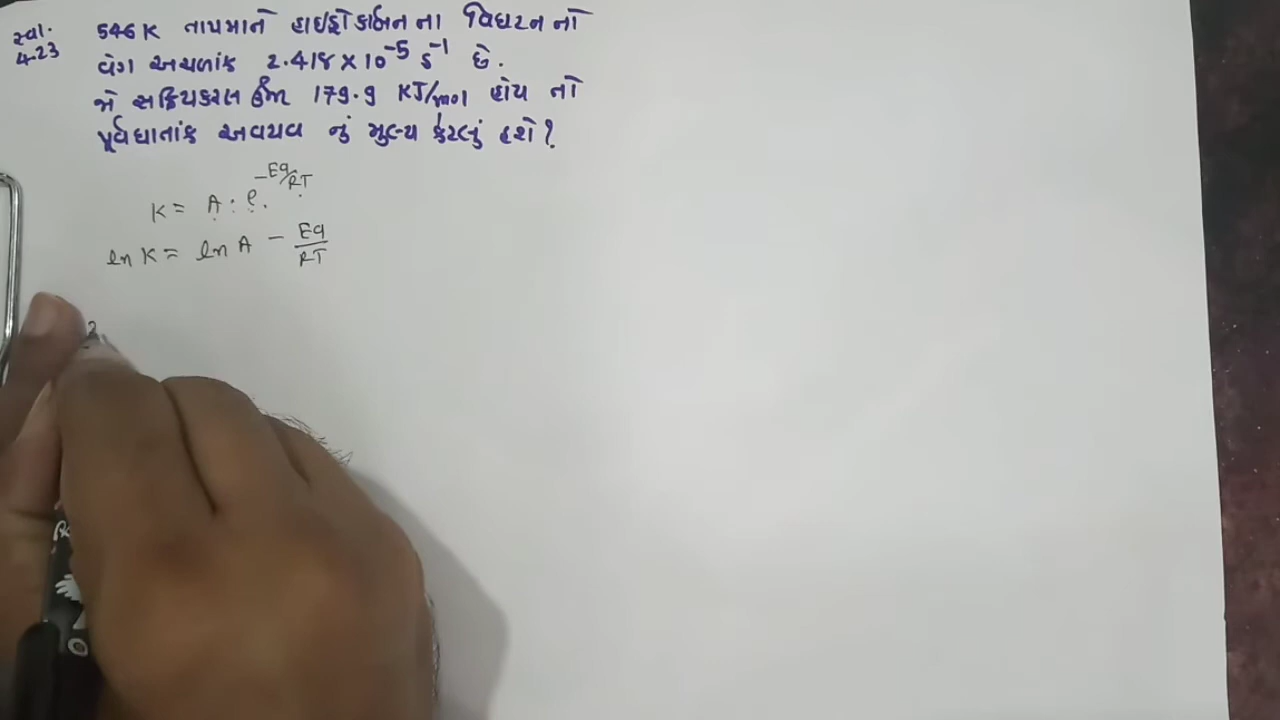 સ્વા. 4.23
546K તાપમાને હાઇડ્રોકાર્બન ના વિઘટન નો
વેગ અચળાંક 2.418 × 10⁻⁵ s⁻¹ છે.
જો સક્રિયકરણ ઊર્જા 179.9 KJ/mol હોય તો
પૂર્વઘાતાંક અવયવ નું મુલ્ય કેટલું હશે?
K = A · e^(-Ea/RT)
ln K = ln A - Ea/RT